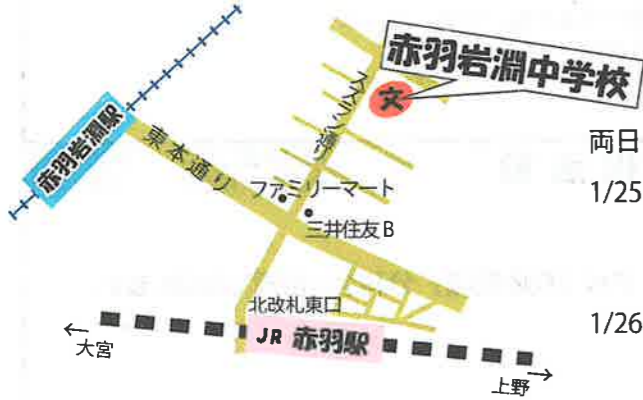 赤羽岩淵中学校
文
スズラン通り
赤羽岩淵駅
東本通り
両日
1/25
ファミリーマート
三井住友B
北改札東口
1/26
JR 赤羽駅
←
大宮
上野
→